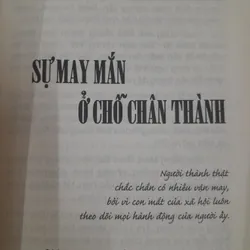 SỰ MAY MẮN
Ở CHỖ CHÂN THÀNH
Người thành thật
chắc chắn có nhiều vận may,
bởi vì con mắt của xã hội luôn
theo dõi mọi hành động của người ấy.